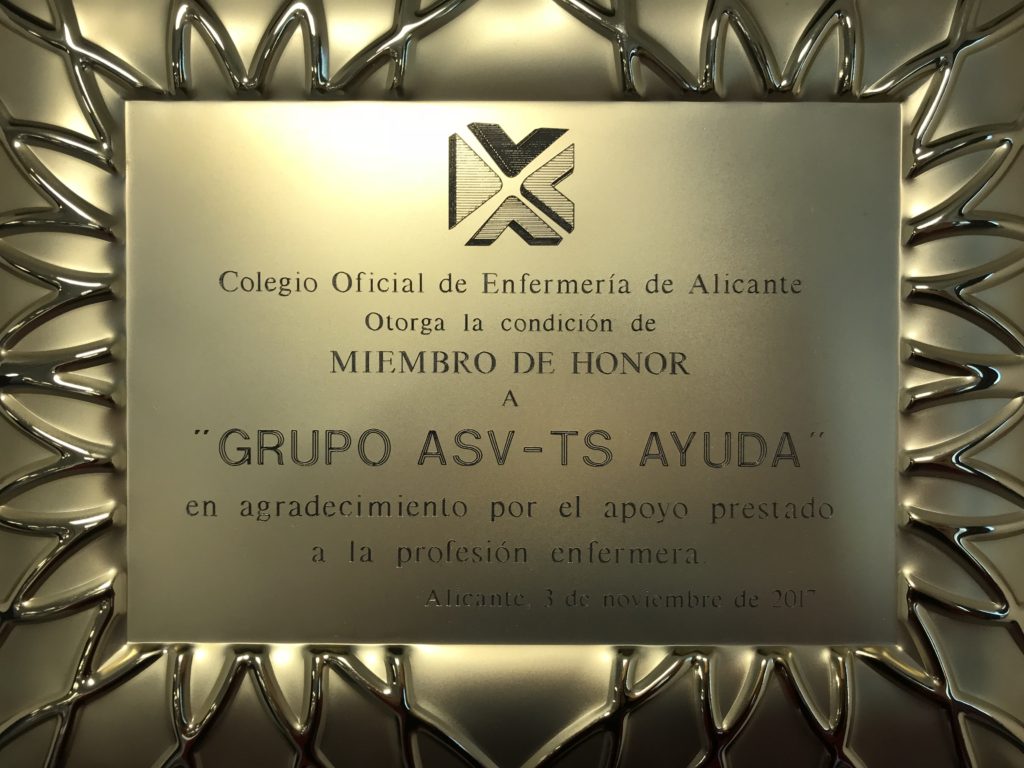 Colegio Oficial de Enfermería de Alicante
Otorga la condición de
MIEMBRO DE HONOR
A
"GRUPO ASV-TS AYUDA"
en agradecimiento por el apoyo prestado
a la profesión enfermera.
Alicante, 3 de noviembre de 2017